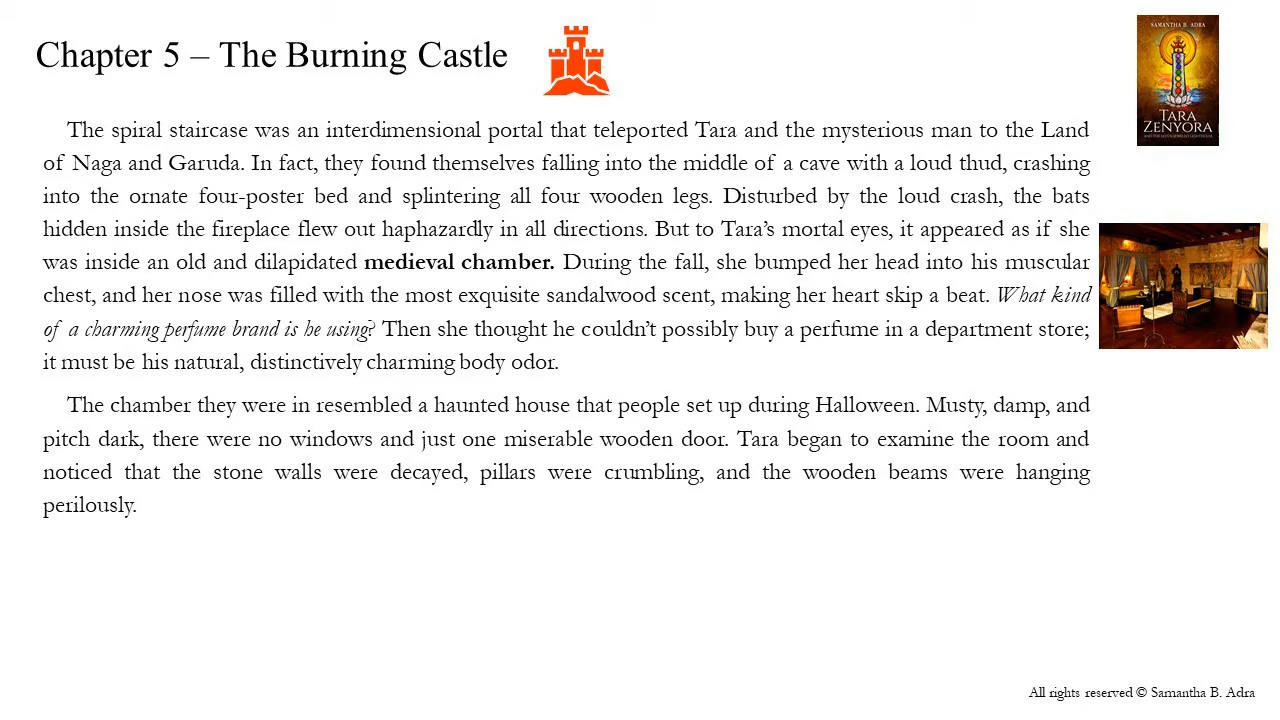 Chapter 5 – The Burning Castle
SAMANTHA B. ADRA
TARA
ZENYORA
The spiral staircase was an interdimensional portal that teleported Tara and the mysterious man to the Land
of Naga and Garuda. In fact, they found themselves falling into the middle of a cave with a loud thud, crashing
into the ornate four-poster bed and splintering all four wooden legs. Disturbed by the loud crash, the bats
hidden inside the fireplace flew out haphazardly in all directions. But to Tara’s mortal eyes, it appeared as if she
was inside an old and dilapidated medieval chamber. During the fall, she bumped her head into his muscular
chest, and her nose was filled with the most exquisite sandalwood scent, making her heart skip a beat. What kind
of a charming perfume brand is he using? Then she thought he couldn’t possibly buy a perfume in a department store;
it must be his natural, distinctively charming body odor.
The chamber they were in resembled a haunted house that people set up during Halloween. Musty, damp, and
pitch dark, there were no windows and just one miserable wooden door. Tara began to examine the room and
noticed that the stone walls were decayed, pillars were crumbling, and the wooden beams were hanging
perilously.
All rights reserved © Samantha B. Adra